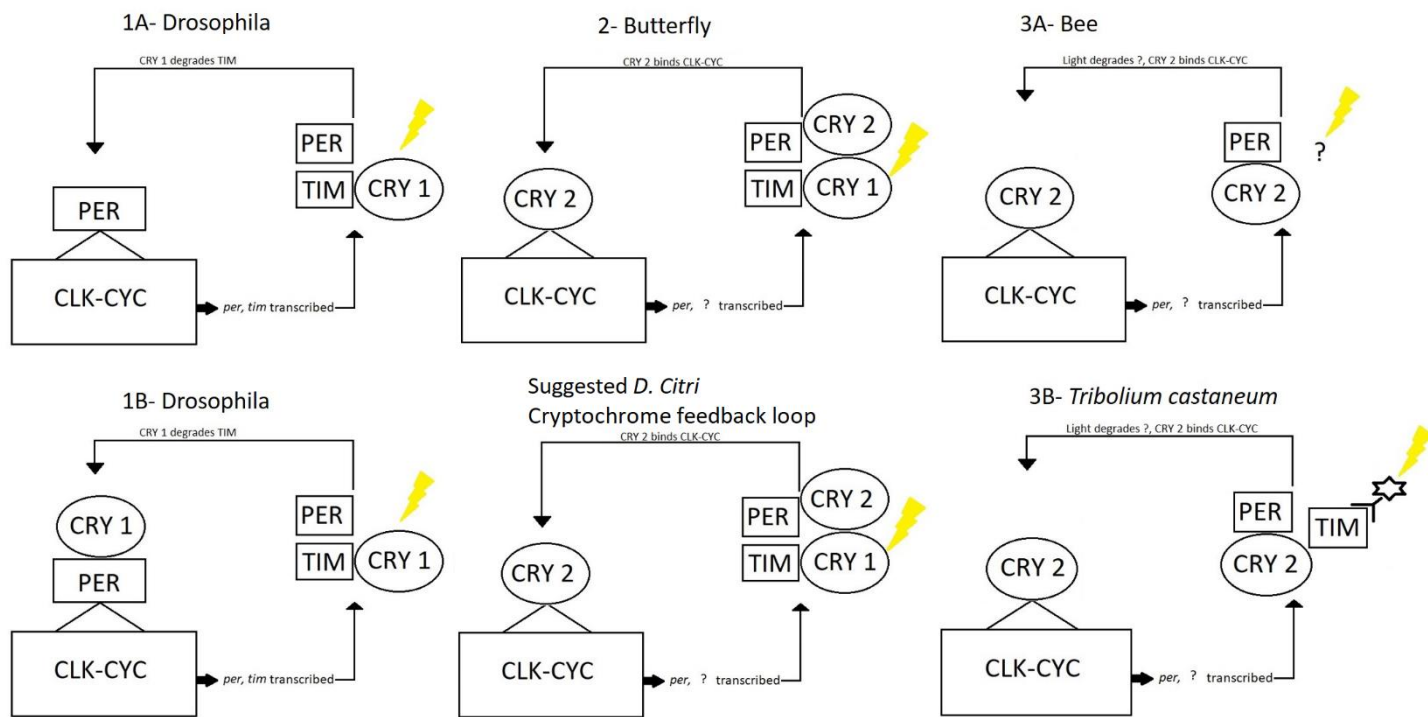 1A- Drosophila
CRY 1 degrades TIM
PER
TIM
CRY 1
PER
CLK-CYC
per, tim transcribed
2- Butterfly
CRY 2 binds CLK-CYC
CRY 2
PER
TIM
CRY 1
CRY 2
CLK-CYC
per, ? transcribed
3A- Bee
Light degrades ?, CRY 2 binds CLK-CYC
PER
?
CRY 2
CRY 2
CLK-CYC
per, ? transcribed
1B- Drosophila
CRY 1 degrades TIM
PER
TIM
CRY 1
CRY 1
PER
CLK-CYC
per, tim transcribed
Suggested D. Citri
Cryptochrome feedback loop
CRY 2 binds CLK-CYC
CRY 2
PER
TIM
CRY 1
CRY 2
CLK-CYC
per, ? transcribed
3B- Tribolium castaneum
Light degrades ?, CRY 2 binds CLK-CYC
PER
TIM
CRY 2
CRY 2
CLK-CYC
per, ? transcribed